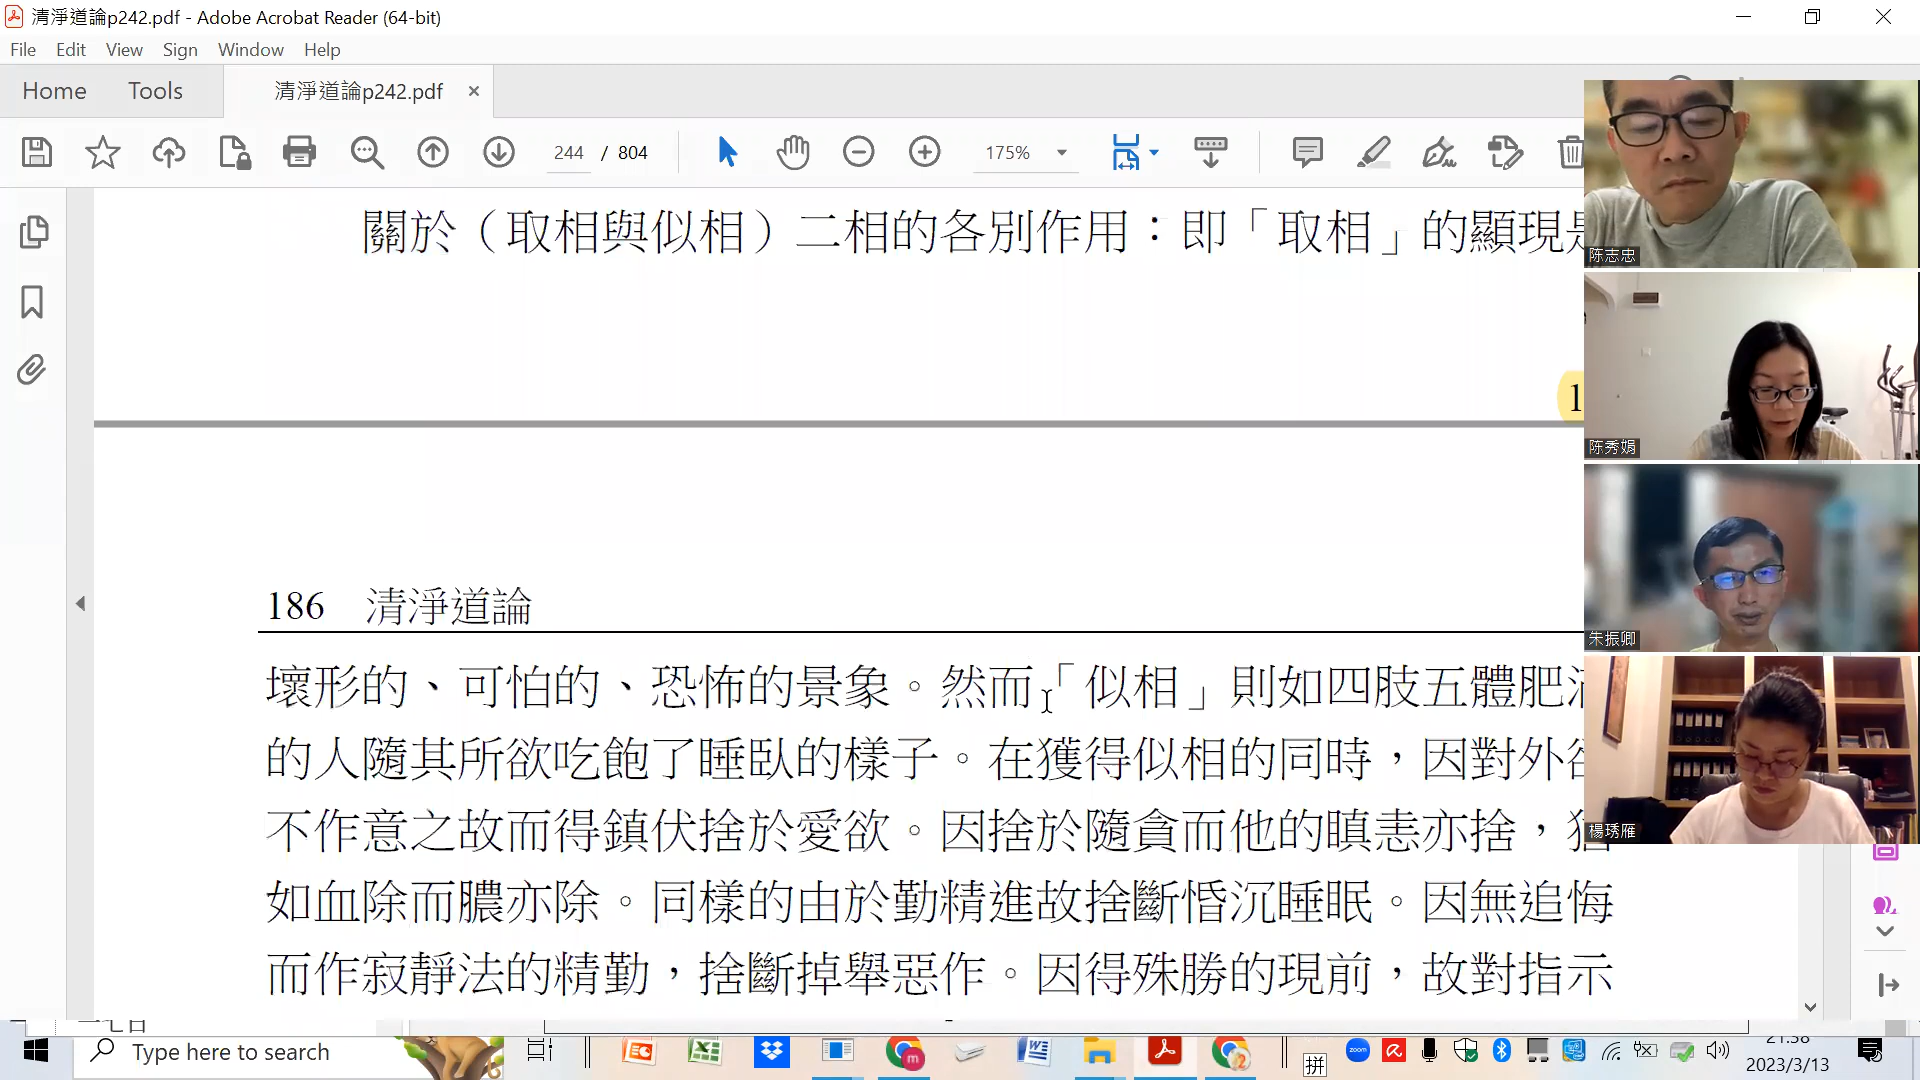 清淨道論p242.pdf - Adobe Acrobat Reader (64-bit)
File Edit View Sign Window Help
Home Tools 清淨道論p242.pdf ×
244 / 804 175%
關於（取相與似相）二相的各別作用：即「取相」的顯現是
1
186 清淨道論
壞形的、可怕的、恐怖的景象。然而「似相」則如四肢五體肥滿
的人隨其所欲吃飽了睡臥的樣子。在獲得似相的同時，因對外欲
不作意之故而得鎮伏捨於愛欲。因捨於隨貪而他的瞋恚亦捨，猶
如血除而膿亦除。同樣的由於勤精進故捨斷惛沉睡眠。因無追悔
而作寂靜法的精勤，捨斷掉舉惡作。因得殊勝的現前，故對指示
陈志忠
陈秀娟
朱振卿
楊琇雁
Type here to search
zoom
拼
21:38
2023/3/13